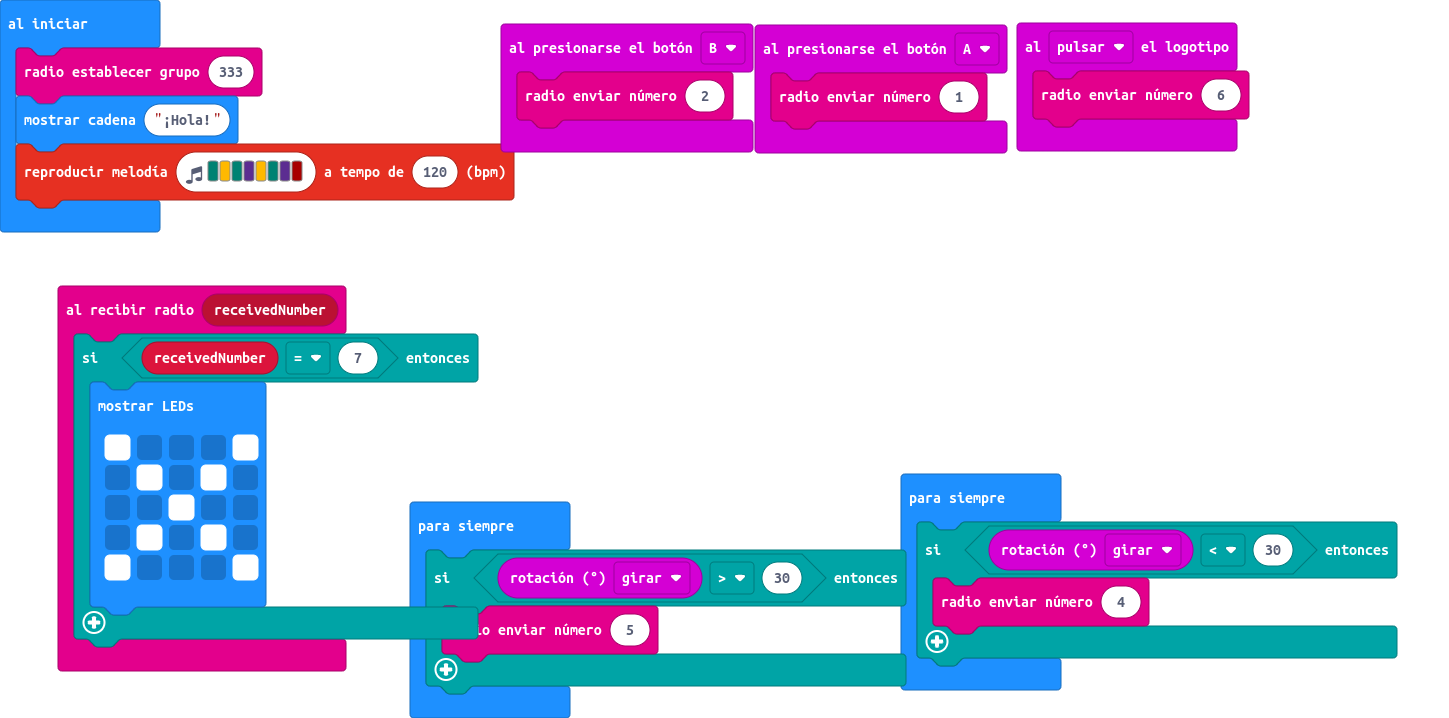 al iniciar
radio establecer grupo 333
mostrar cadena "¡Hola!"
reproducir melodía a tempo de 120 (bpm)
al presionarse el botón B
radio enviar número 2
al presionarse el botón A
radio enviar número 1
al pulsar el logotipo
radio enviar número 6
al recibir radio receivedNumber
si receivedNumber = 7 entonces
mostrar LEDs
para siempre
si rotación (°) girar > 30 entonces
enviar número 5
para siempre
si rotación (°) girar < 30 entonces
radio enviar número 4